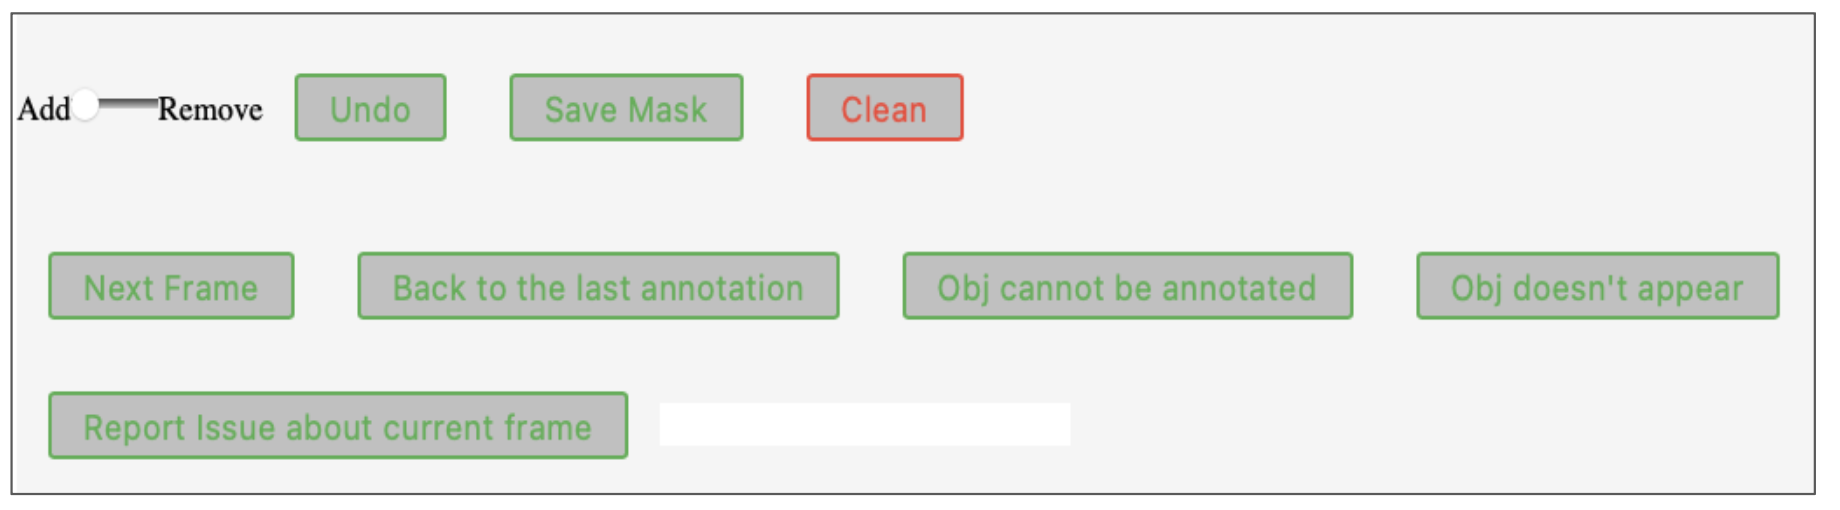 Add Remove Undo Save Mask Clean
Next Frame Back to the last annotation Obj cannot be annotated Obj doesn't appear
Report Issue about current frame